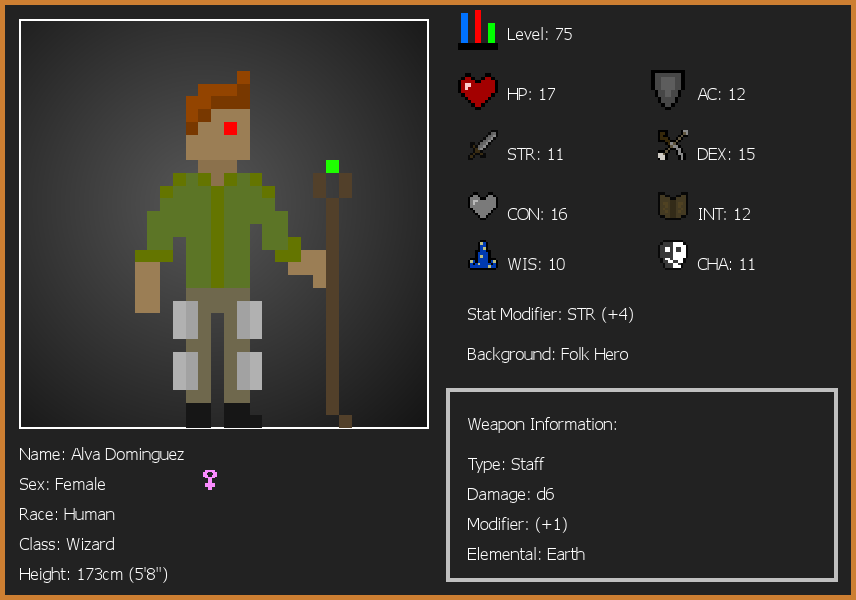 Level: 75
HP: 17
AC: 12
STR: 11
DEX: 15
CON: 16
INT: 12
WIS: 10
CHA: 11
Stat Modifier: STR (+4)
Background: Folk Hero
Weapon Information:
Type: Staff
Damage: d6
Modifier: (+1)
Elemental: Earth
Name: Alva Dominguez
Sex: Female
Race: Human
Class: Wizard
Height: 173cm (5'8")